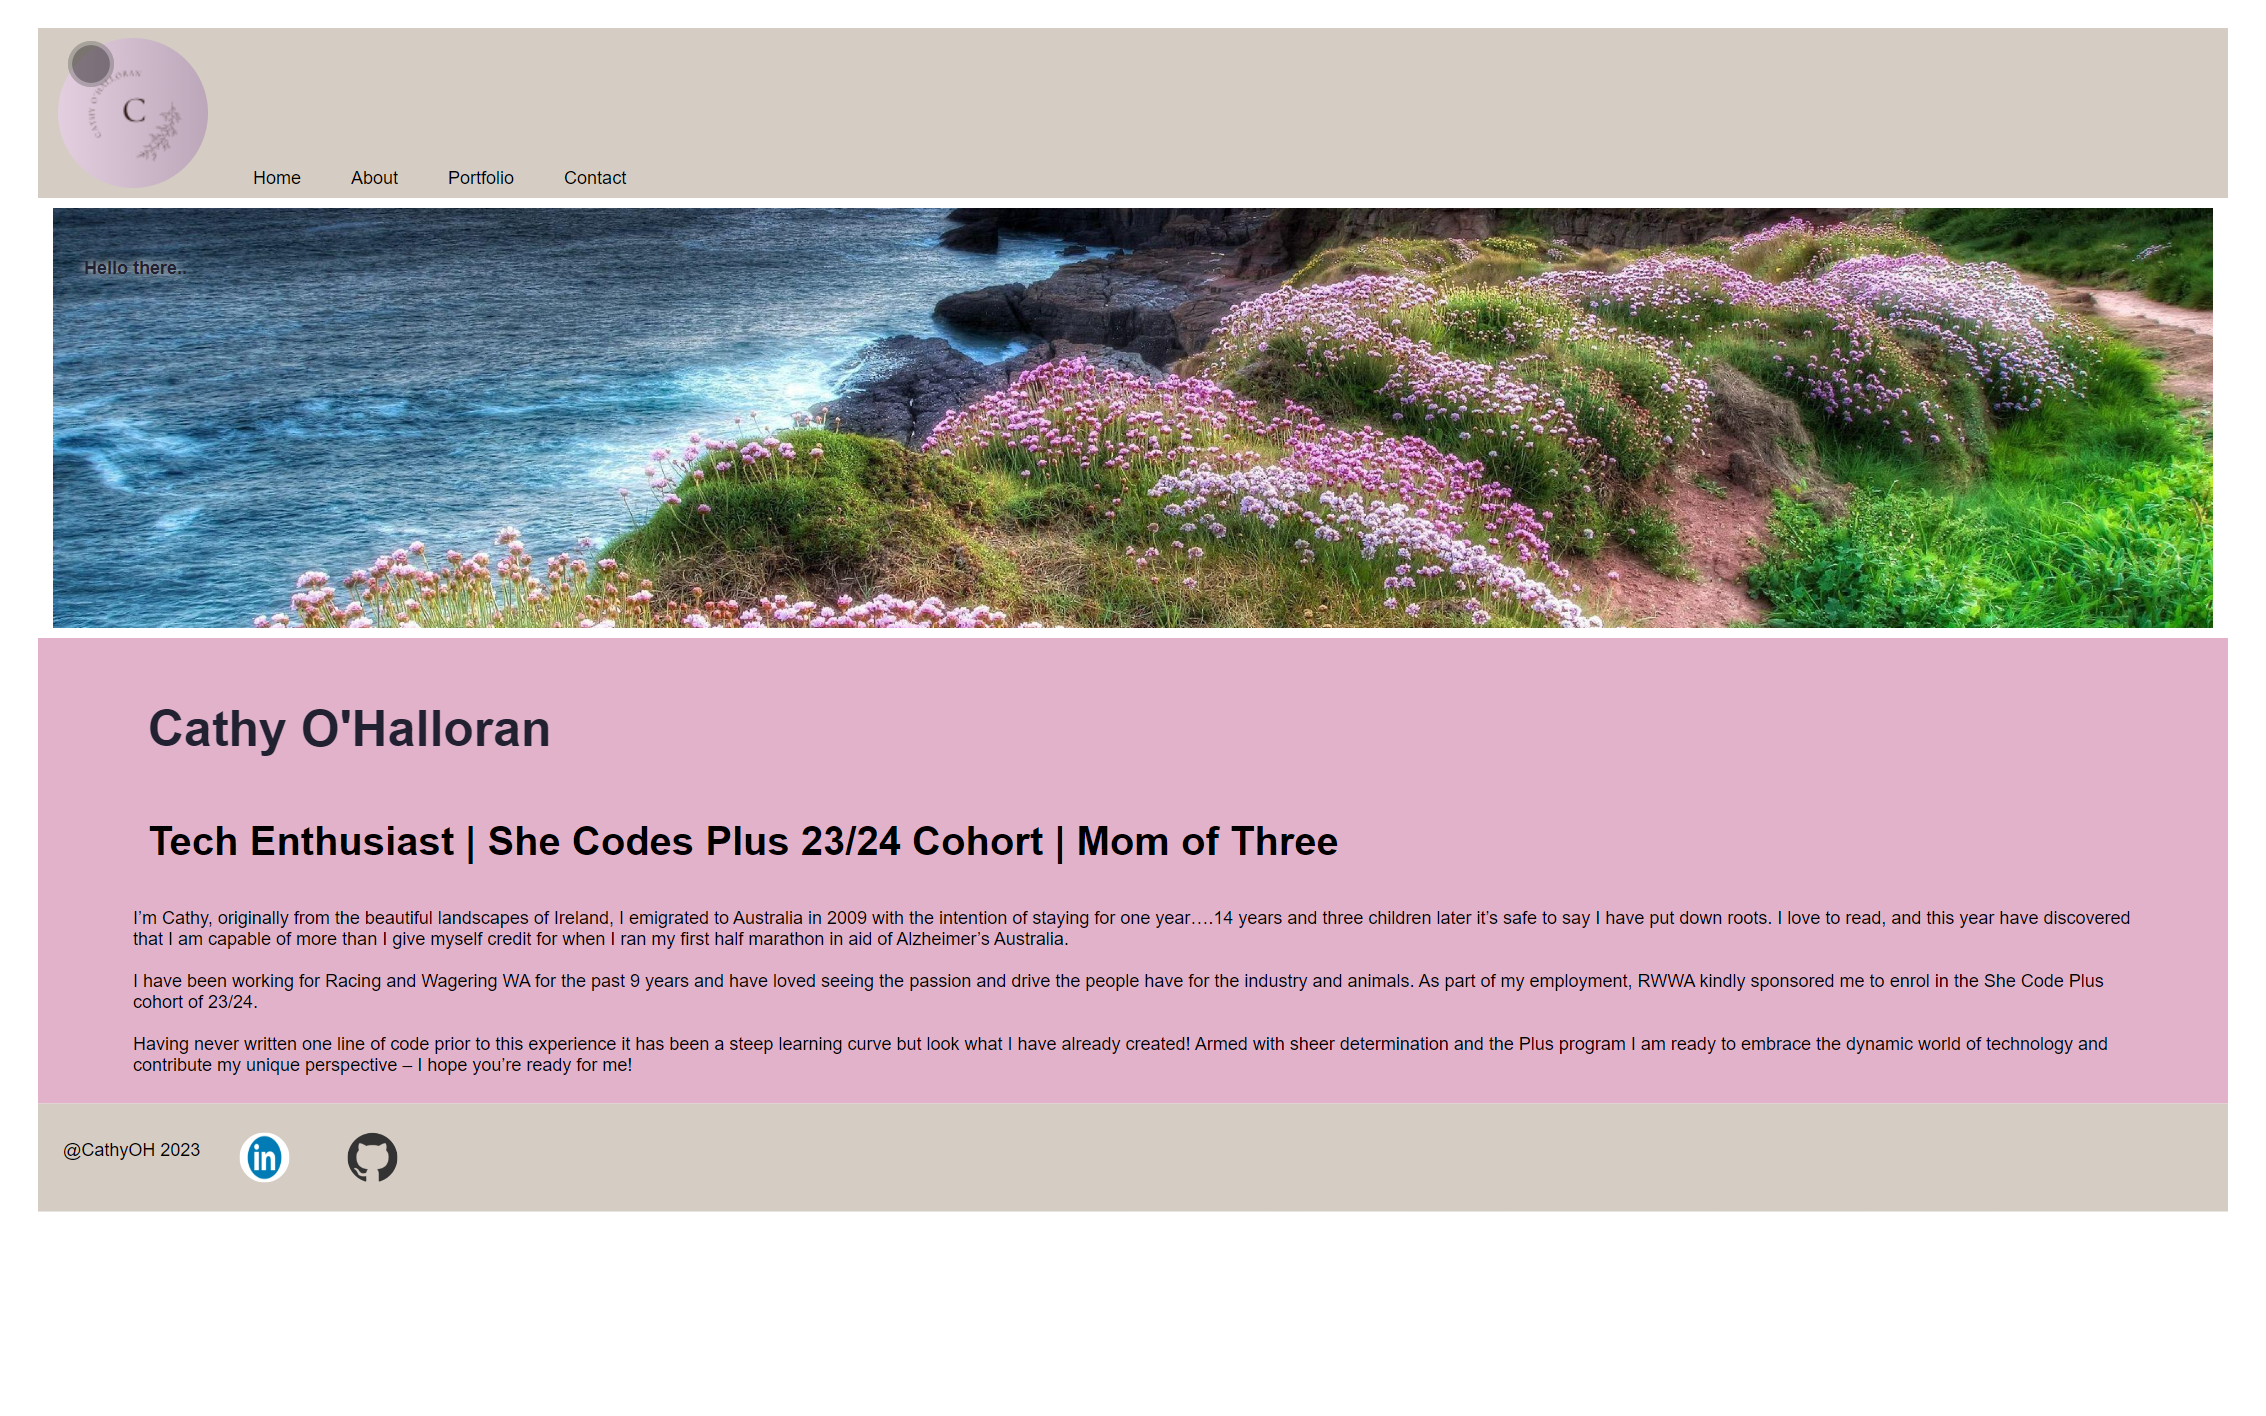 CATHY O'HALLORAN
C
Home About Portfolio Contact
Hello there..
Cathy O'Halloran
Tech Enthusiast | She Codes Plus 23/24 Cohort | Mom of Three
I’m Cathy, originally from the beautiful landscapes of Ireland, I emigrated to Australia in 2009 with the intention of staying for one year….14 years and three children later it’s safe to say I have put down roots. I love to read, and this year have discovered
that I am capable of more than I give myself credit for when I ran my first half marathon in aid of Alzheimer’s Australia.
I have been working for Racing and Wagering WA for the past 9 years and have loved seeing the passion and drive the people have for the industry and animals. As part of my employment, RWWA kindly sponsored me to enrol in the She Code Plus
cohort of 23/24.
Having never written one line of code prior to this experience it has been a steep learning curve but look what I have already created! Armed with sheer determination and the Plus program I am ready to embrace the dynamic world of technology and
contribute my unique perspective – I hope you’re ready for me!
@CathyOH 2023 in